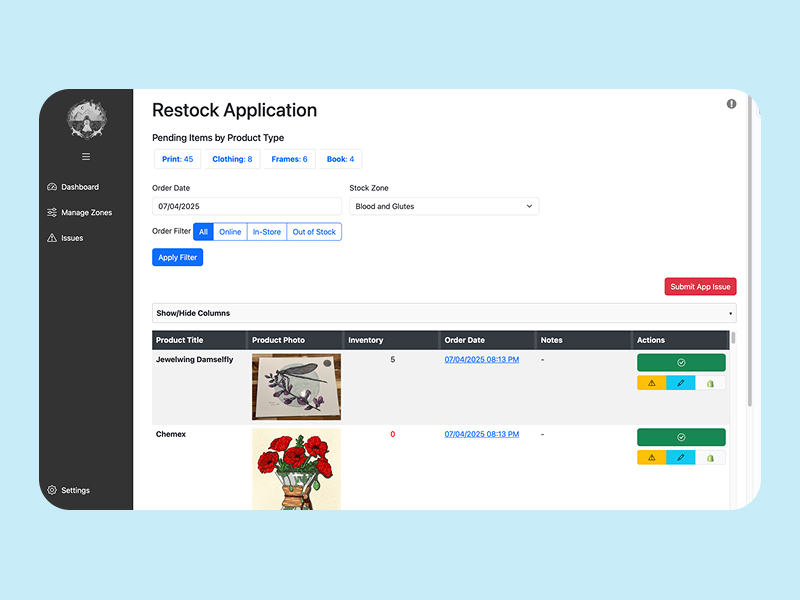 Restock Application
Pending Items by Product Type
Print: 45 Clothing: 8 Frames: 6 Book: 4
Order Date Stock Zone
07/04/2025 Blood and Glutes
Order Filter All Online In-Store Out of Stock
Apply Filter
Submit App Issue
Show/Hide Columns
Product Title Product Photo Inventory Order Date Notes Actions
Jewelwing Damselfly 5 07/04/2025 08:13 PM -
Chemex 0 07/04/2025 08:13 PM -
Dashboard
Manage Zones
Issues
Settings